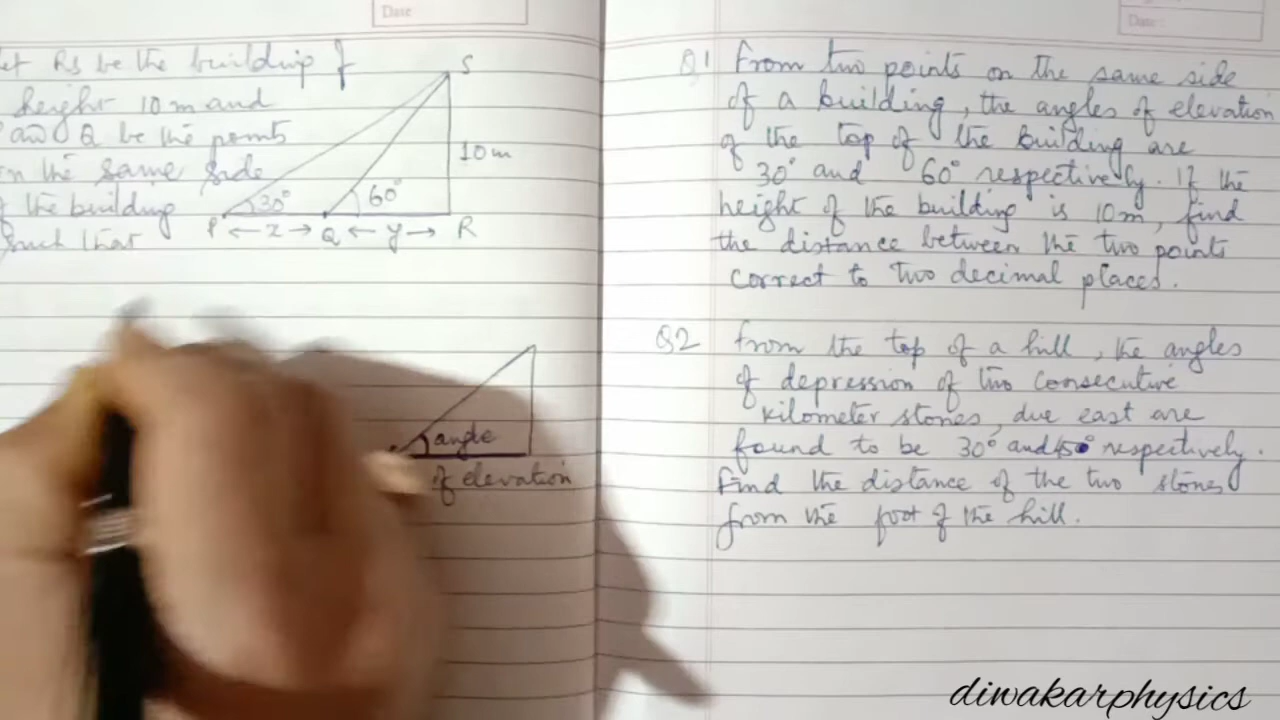 Date
Date:
let RS be the building of
height 10 m and
and Q be the points
on the same side
of the building
such that
S
10m
30°
60°
P ← x → Q ← y → R
angle
of elevation
Q1 From two points on the same side
of a building, the angles of elevation
of the top of the building are
30° and 60° respectively. If the
height of the building is 10m, find
the distance between the two points
correct to two decimal places.
Q2 from the top of a hill, the angles
of depression of two consecutive
kilometer stones, due east are
found to be 30° and 45° respectively.
Find the distance of the two stones
from the foot of the hill.
diwakarphysics